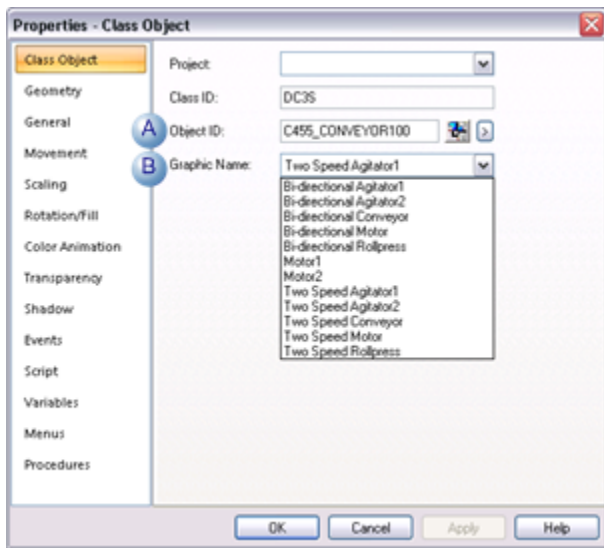 Properties - Class Object
Class Object
Geometry
General
Movement
Scaling
Rotation/Fill
Color Animation
Transparency
Shadow
Events
Script
Variables
Menus
Procedures
Project:
Class ID: DC3S
A Object ID: C455_CONVEYOR100
B Graphic Name: Two Speed Agitator1
Bi-directional Agitator1
Bi-directional Agitator2
Bi-directional Conveyor
Bi-directional Motor
Bi-directional Rollpress
Motor1
Motor2
Two Speed Agitator1
Two Speed Agitator2
Two Speed Conveyor
Two Speed Motor
Two Speed Rollpress
OK Cancel Apply Help